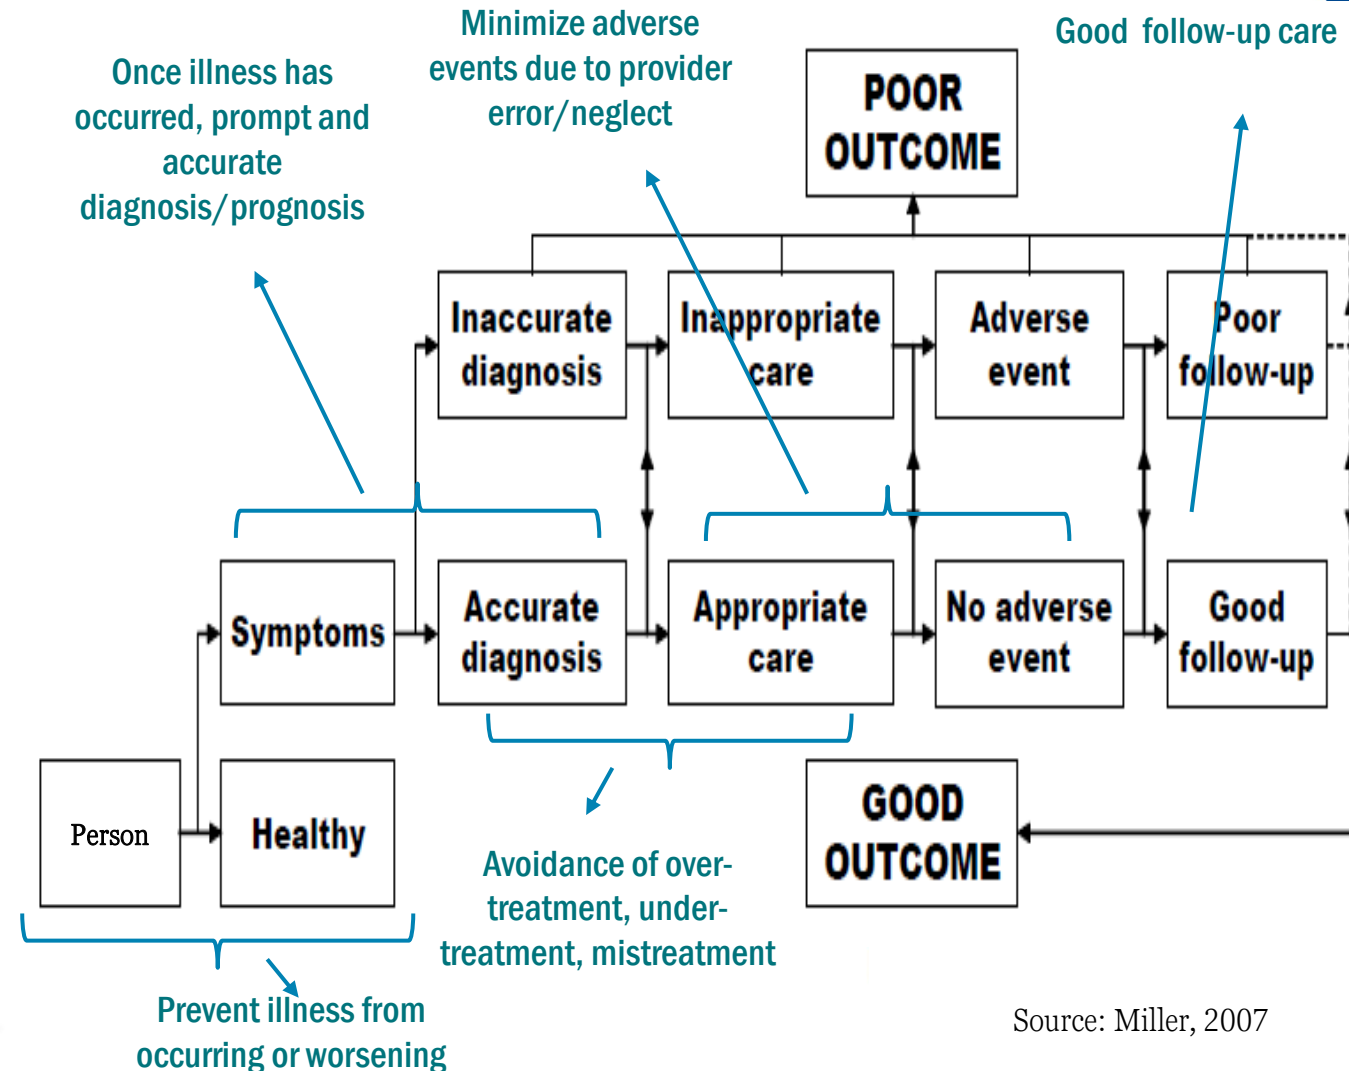 Once illness has
occurred, prompt and
accurate
diagnosis/prognosis
Minimize adverse
events due to provider
error/neglect
Good follow-up care
POOR
OUTCOME
Inaccurate
diagnosis
Inappropriate
care
Adverse
event
Poor
follow-up
Symptoms
Accurate
diagnosis
Appropriate
care
No adverse
event
Good
follow-up
Person
Healthy
GOOD
OUTCOME
Avoidance of over-
treatment, under-
treatment, mistreatment
Prevent illness from
occurring or worsening
Source: Miller, 2007